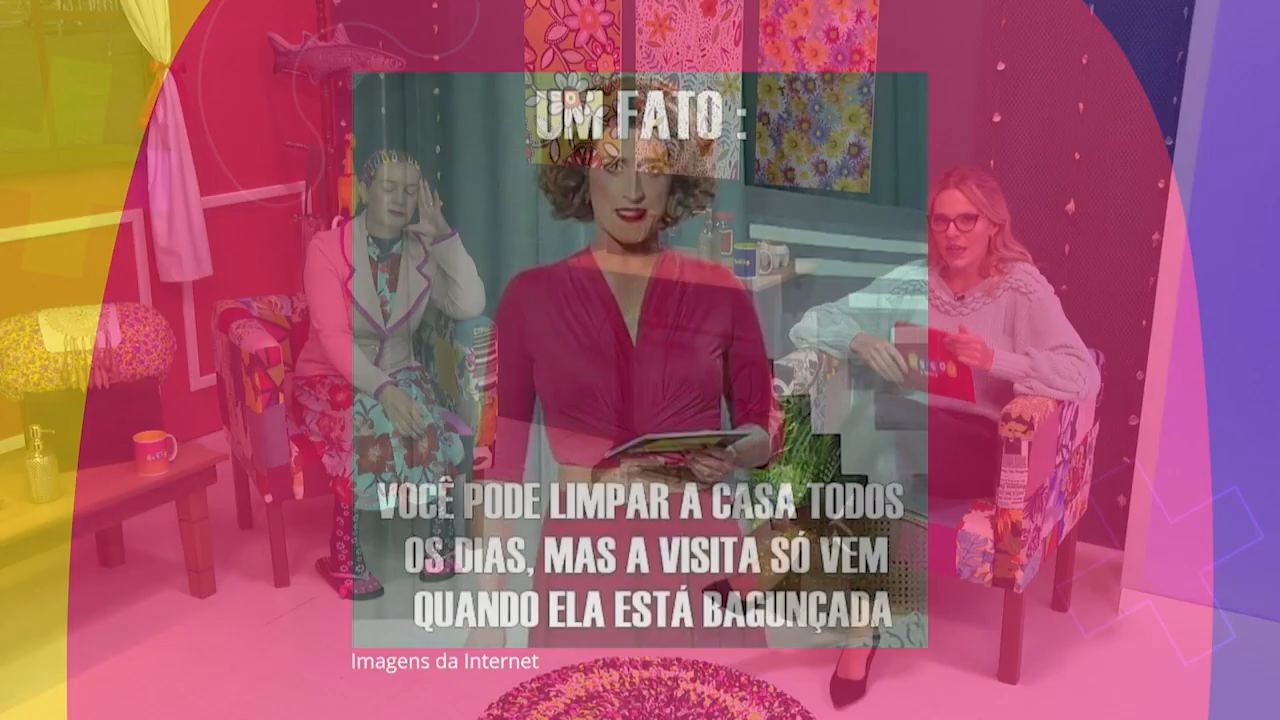 UM FATO :
VOCÊ PODE LIMPAR A CASA TODOS
OS DIAS, MAS A VISITA SÓ VEM
QUANDO ELA ESTÁ BAGUNÇADA
Imagens da Internet